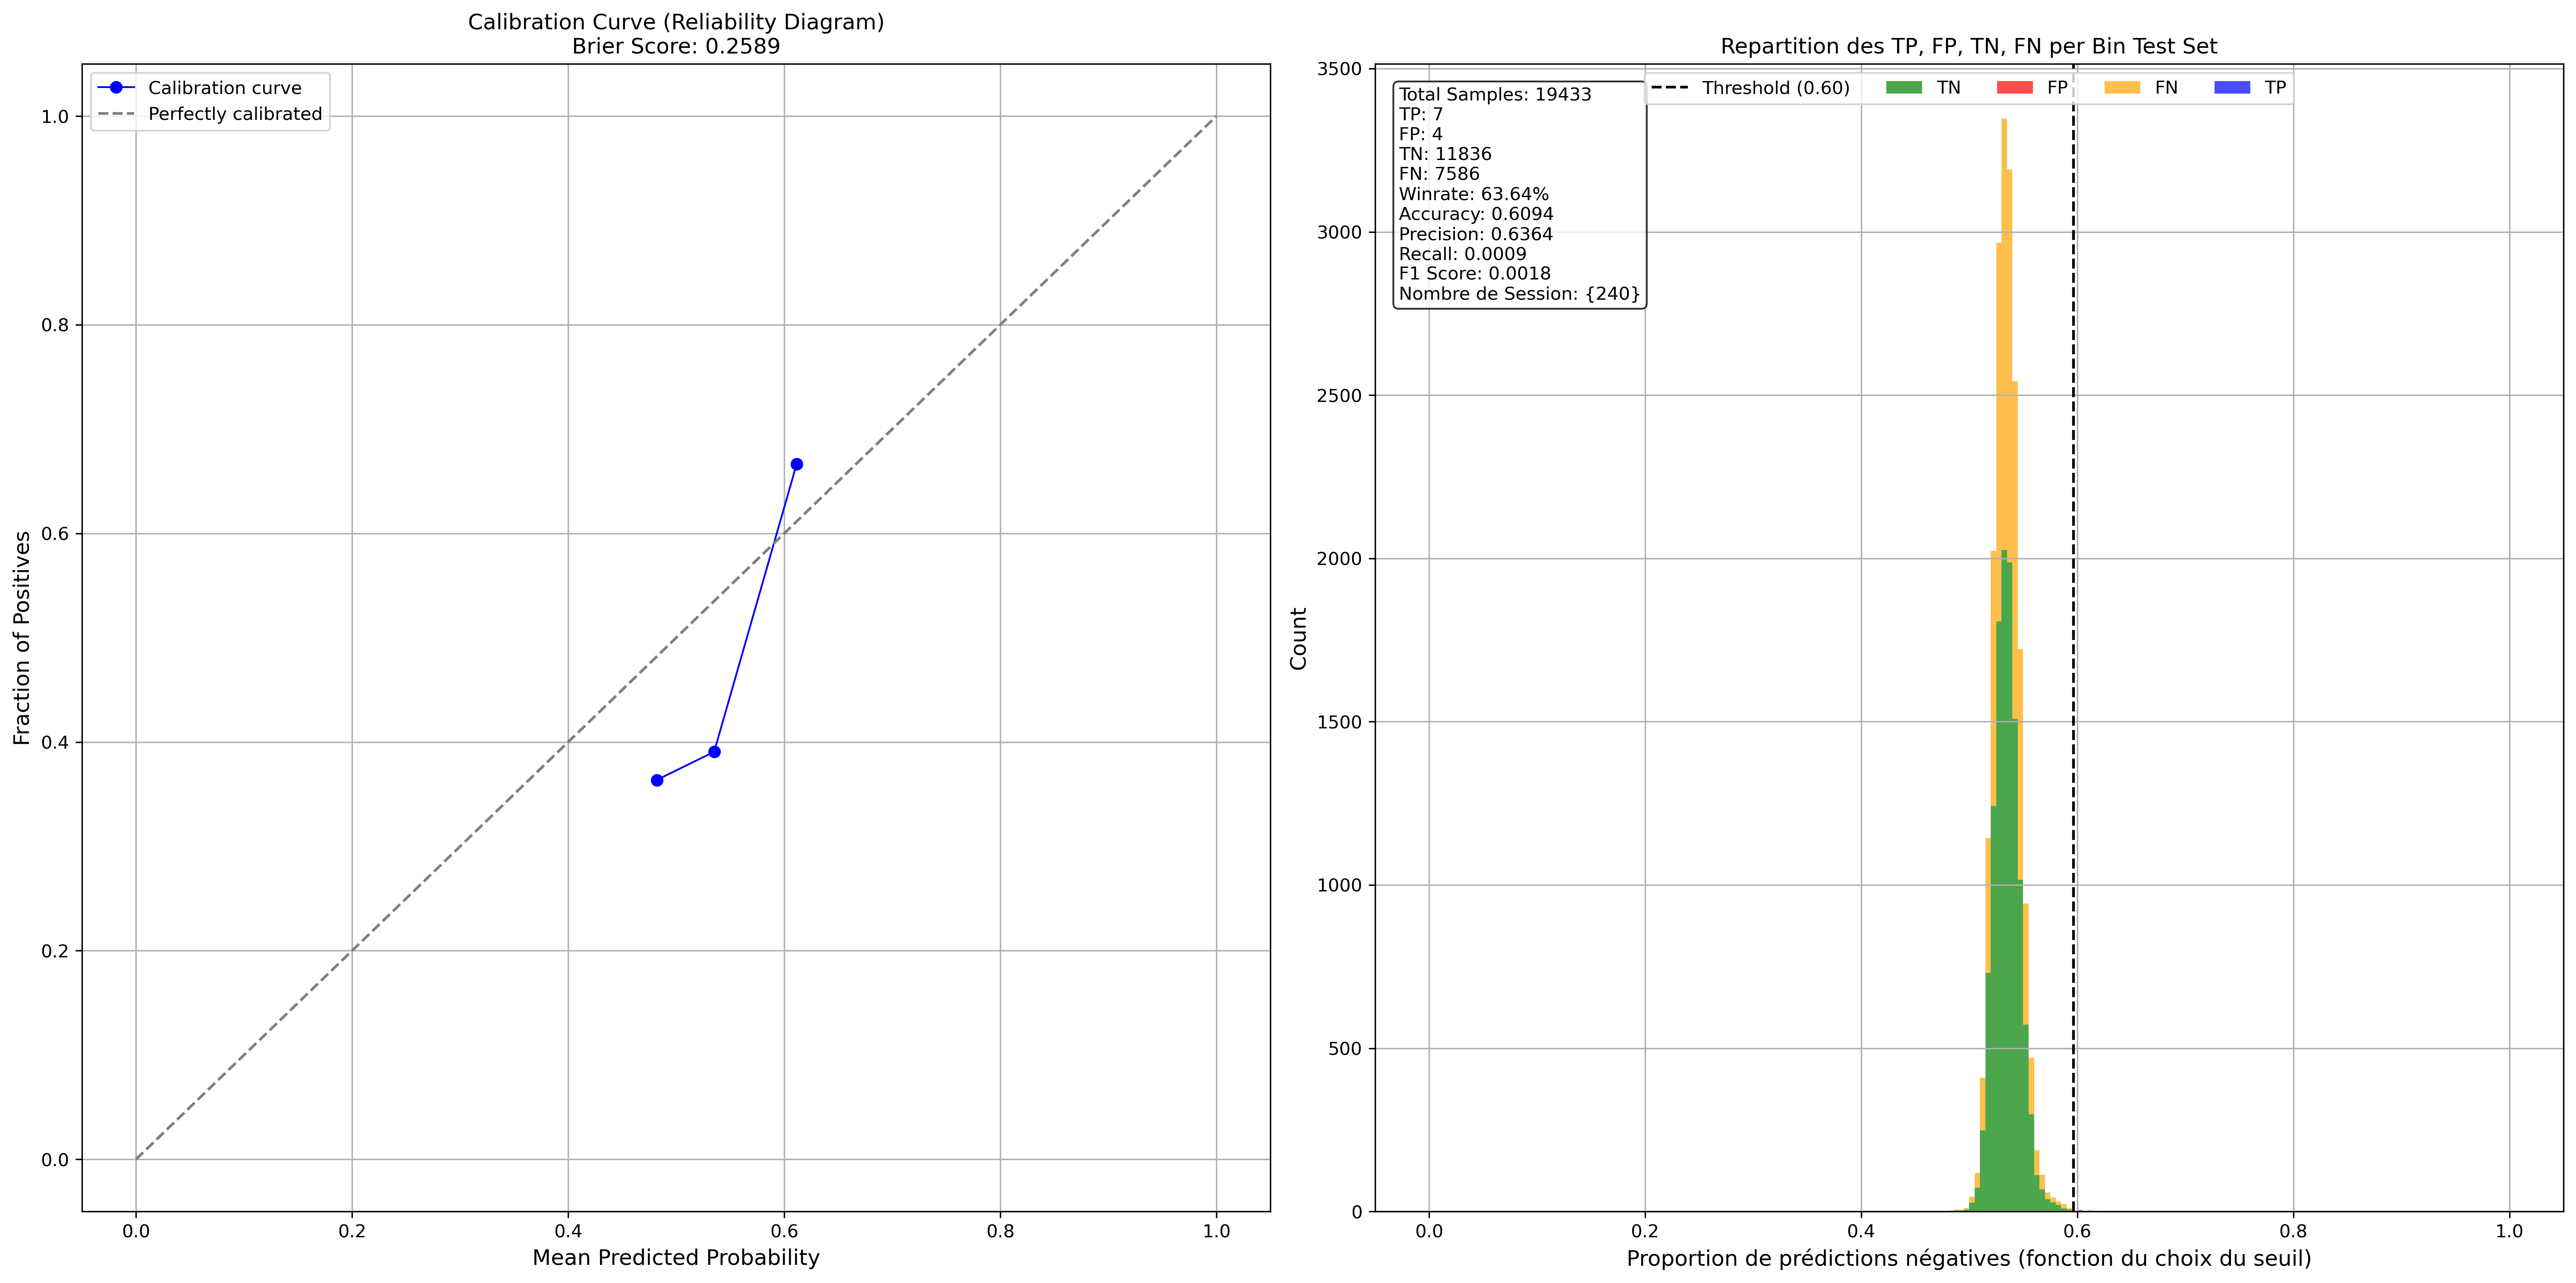 Calibration Curve (Reliability Diagram)
Brier Score: 0.2589
Calibration curve
Perfectly calibrated
1.0
0.8
0.6
0.4
0.2
0.0
Fraction of Positives
0.0 0.2 0.4 0.6 0.8 1.0
Mean Predicted Probability
Repartition des TP, FP, TN, FN per Bin Test Set
Threshold (0.60) TN FP FN TP
Total Samples: 19433
TP: 7
FP: 4
TN: 11836
FN: 7586
Winrate: 63.64%
Accuracy: 0.6094
Precision: 0.6364
Recall: 0.0009
F1 Score: 0.0018
Nombre de Session: {240}
3500
3000
2500
2000
1500
1000
500
0
Count
0.0 0.2 0.4 0.6 0.8 1.0
Proportion de prédictions négatives (fonction du choix du seuil)